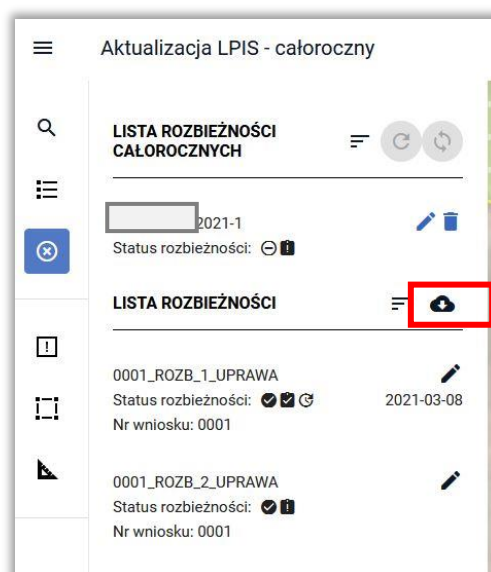 Aktualizacja LPIS - całoroczny
LISTA ROZBIEŻNOŚCI
CAŁOROCZNYCH
2021-1
Status rozbieżności:
LISTA ROZBIEŻNOŚCI
0001_ROZB_1_UPRAWA
Status rozbieżności: 2021-03-08
Nr wniosku: 0001
0001_ROZB_2_UPRAWA
Status rozbieżności:
Nr wniosku: 0001